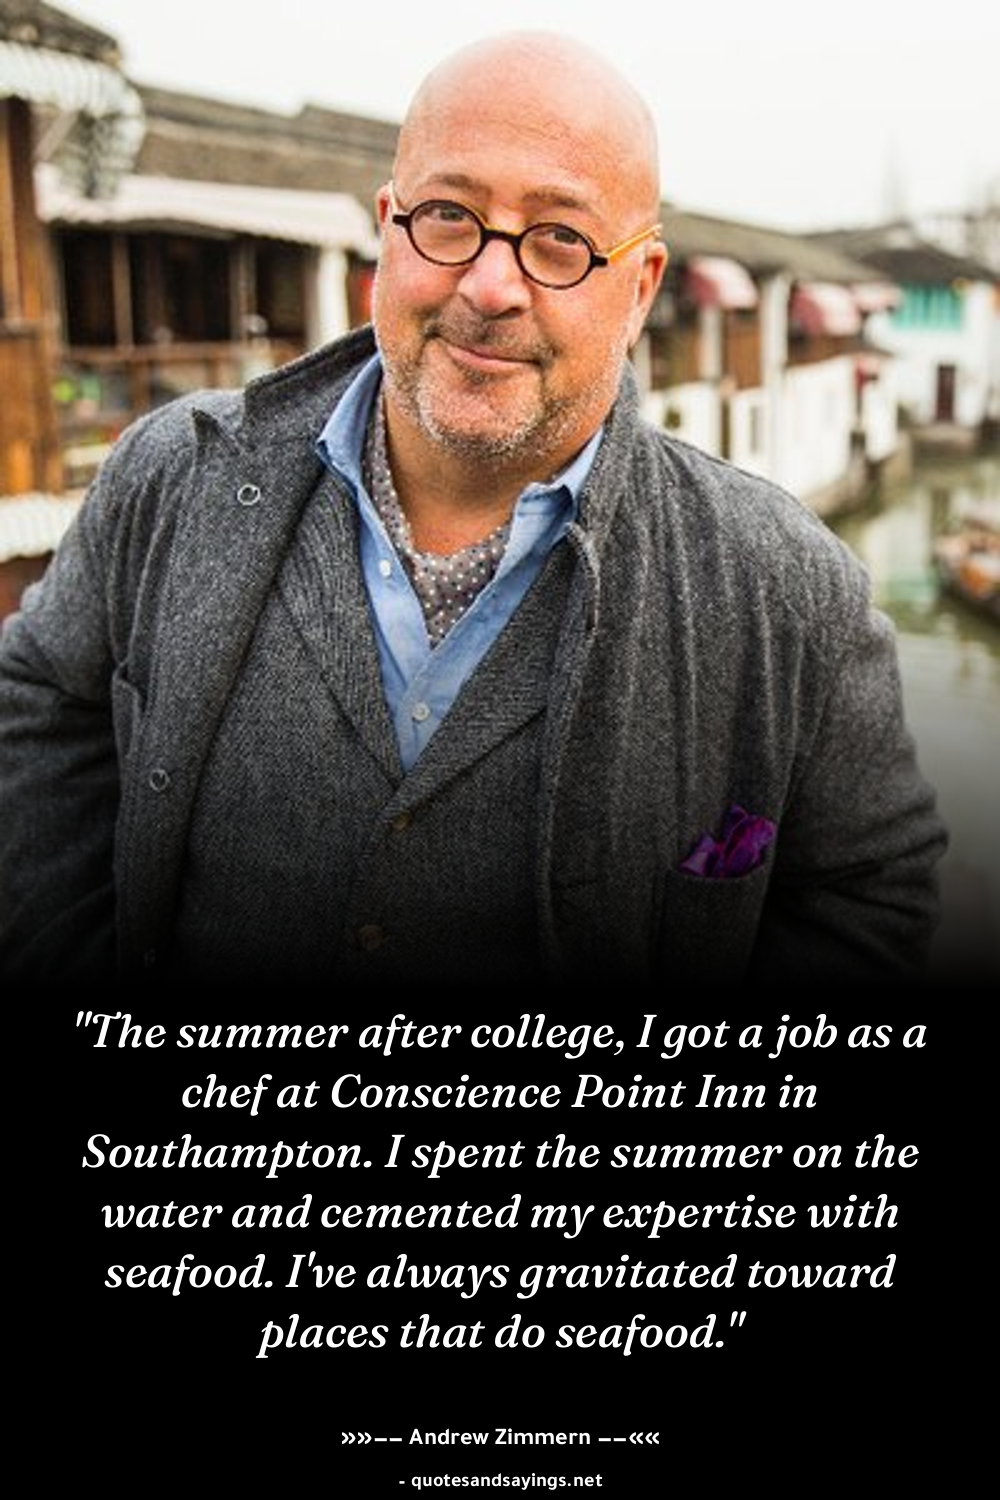 "The summer after college, I got a job as a
chef at Conscience Point Inn in
Southampton. I spent the summer on the
water and cemented my expertise with
seafood. I've always gravitated toward
places that do seafood."
»»−− Andrew Zimmern −−««
- quotesandsayings.net